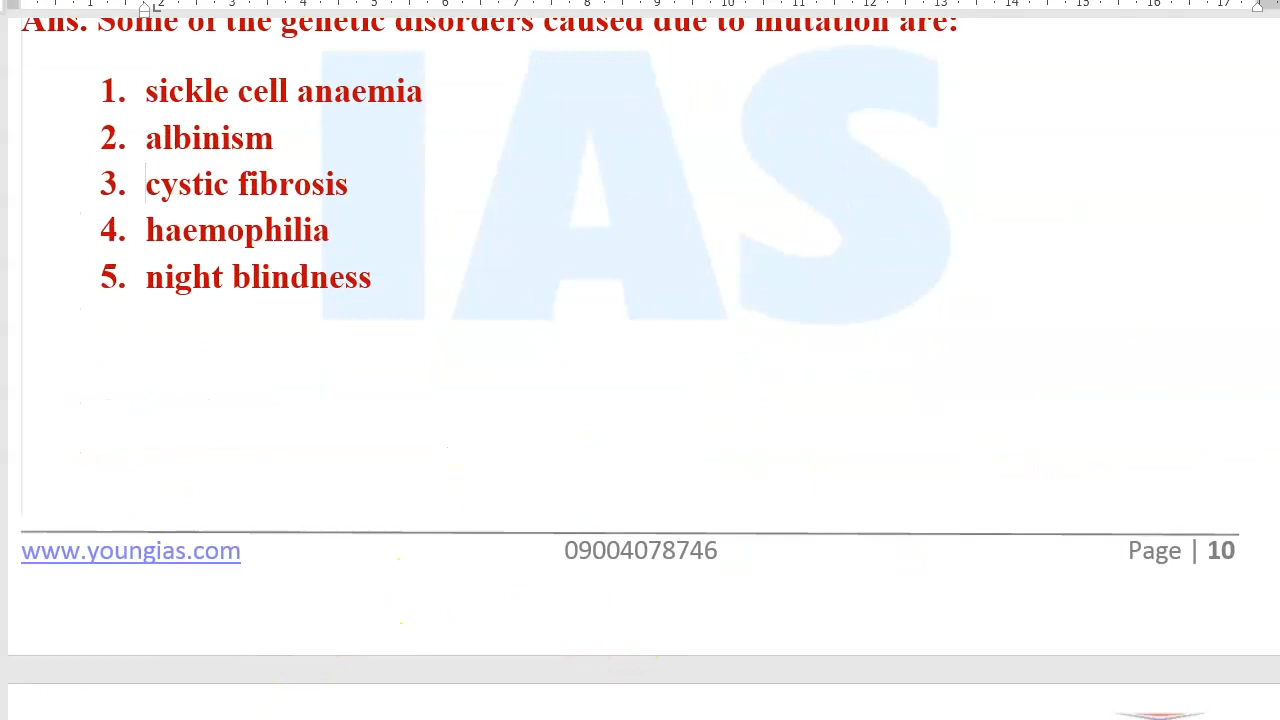 Ans. Some of the genetic disorders caused due to mutation are:
1. sickle cell anaemia
2. albinism
3. cystic fibrosis
4. haemophilia
5. night blindness
IAS
www.youngias.com 09004078746 Page | 10